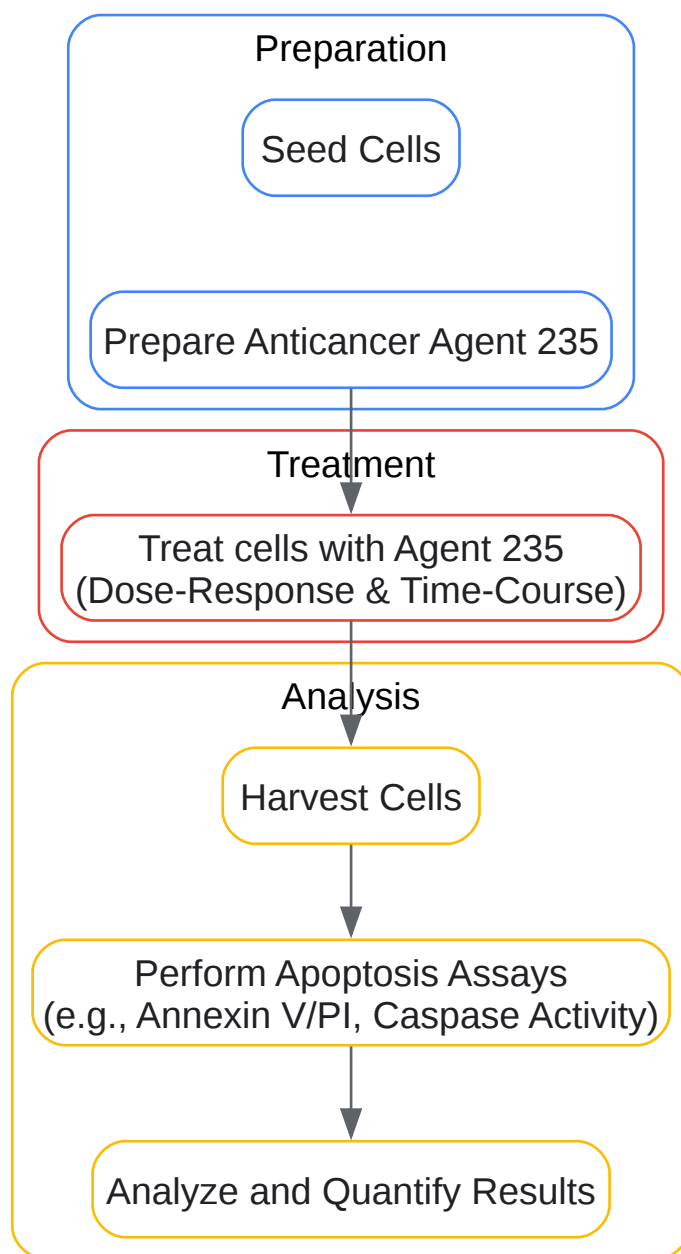 Preparation
Seed Cells
Prepare Anticancer Agent 235
Treatment
Treat cells with Agent 235
(Dose-Response & Time-Course)
Analysis
Harvest Cells
Perform Apoptosis Assays
(e.g., Annexin V/PI, Caspase Activity)
Analyze and Quantify Results